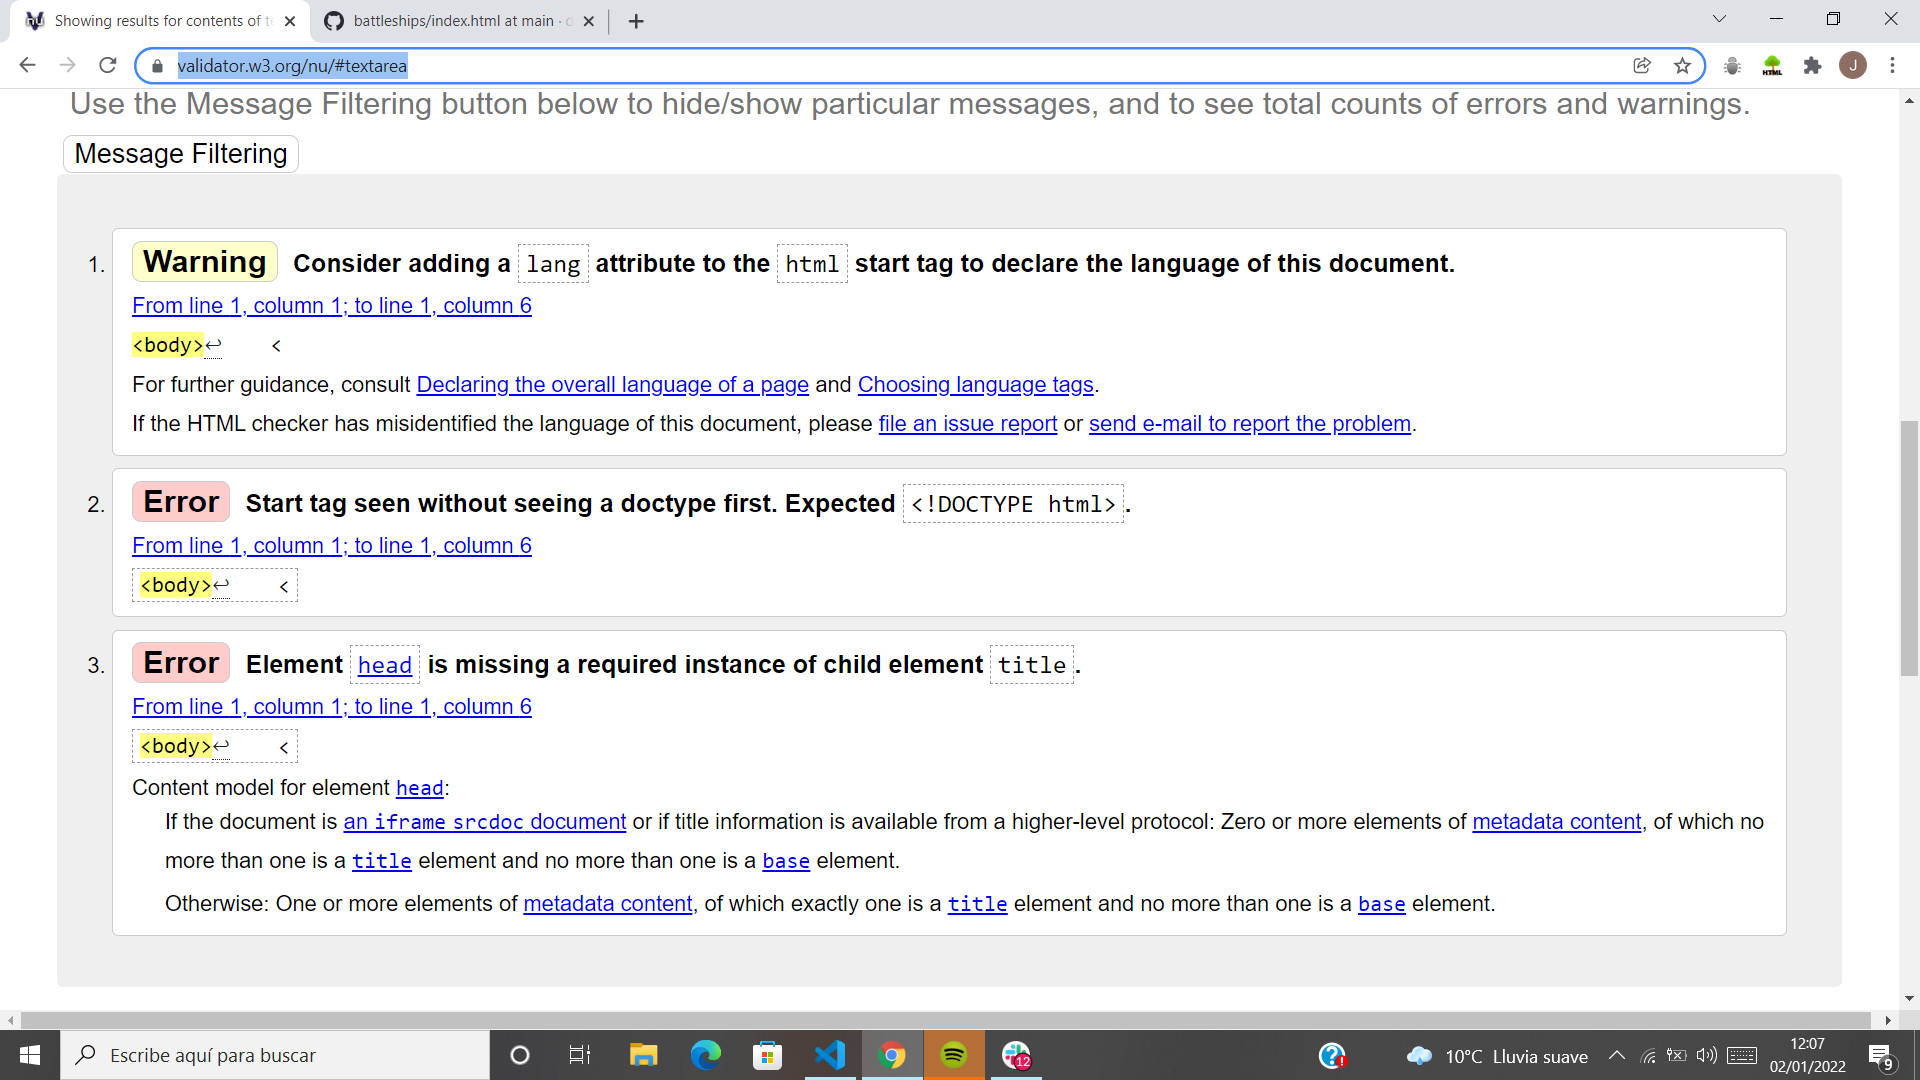 Showing results for contents of te
battleships/index.html at main · d
validator.w3.org/nu/#textarea
J
HTML
Use the Message Filtering button below to hide/show particular messages, and to see total counts of errors and warnings.
Message Filtering
1. Warning Consider adding a lang attribute to the html start tag to declare the language of this document.
From line 1, column 1; to line 1, column 6
<body>↩ <
For further guidance, consult Declaring the overall language of a page and Choosing language tags.
If the HTML checker has misidentified the language of this document, please file an issue report or send e-mail to report the problem.
2. Error Start tag seen without seeing a doctype first. Expected <!DOCTYPE html>.
From line 1, column 1; to line 1, column 6
<body>↩ <
3. Error Element head is missing a required instance of child element title.
From line 1, column 1; to line 1, column 6
<body>↩ <
Content model for element head:
If the document is an iframe srcdoc document or if title information is available from a higher-level protocol: Zero or more elements of metadata content, of which no
more than one is a title element and no more than one is a base element.
Otherwise: One or more elements of metadata content, of which exactly one is a title element and no more than one is a base element.
Escribe aquí para buscar
12
10°C Lluvia suave
12:07
02/01/2022
9